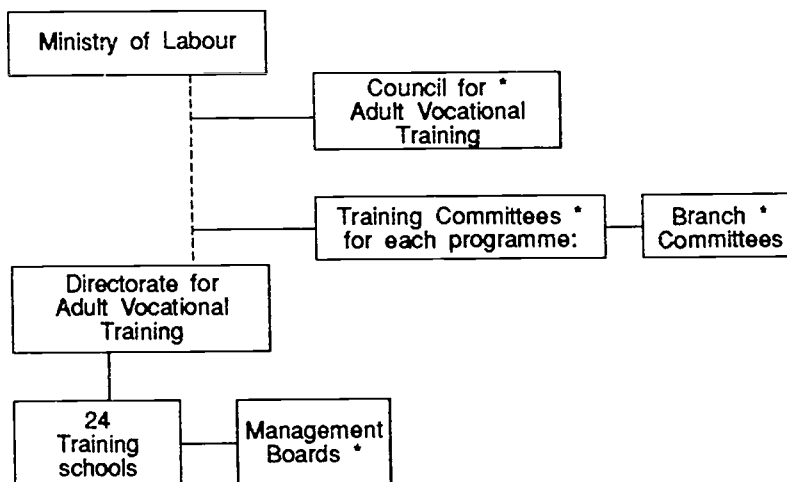 Ministry of Labour
Council for *
Adult Vocational
Training
Training Committees *
for each programme:
Branch *
Committees
Directorate for
Adult Vocational
Training
24
Training
schools
Management
Boards *